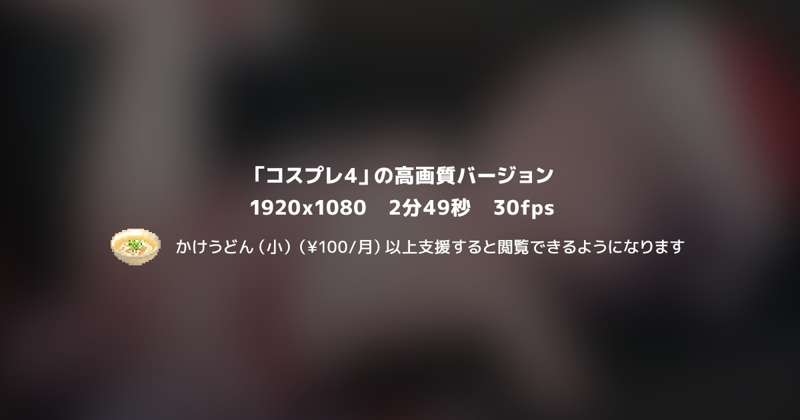 「コスプレ4」の高画質バージョン
1920x1080　2分49秒　30fps
かけうどん（小）（¥100/月）以上支援すると閲覧できるようになります